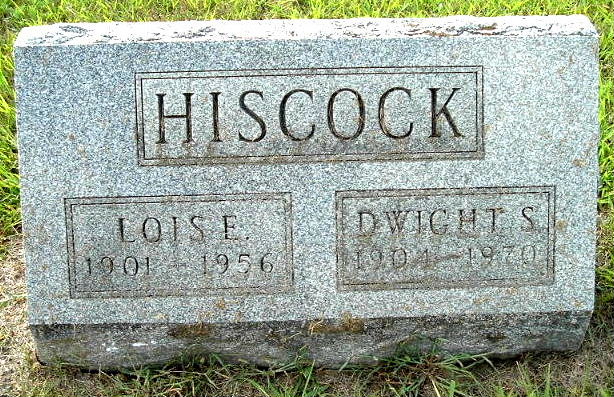 HISCOCK
LOIS E.
1901 - 1956
DWIGHT S.
1904 - 1970